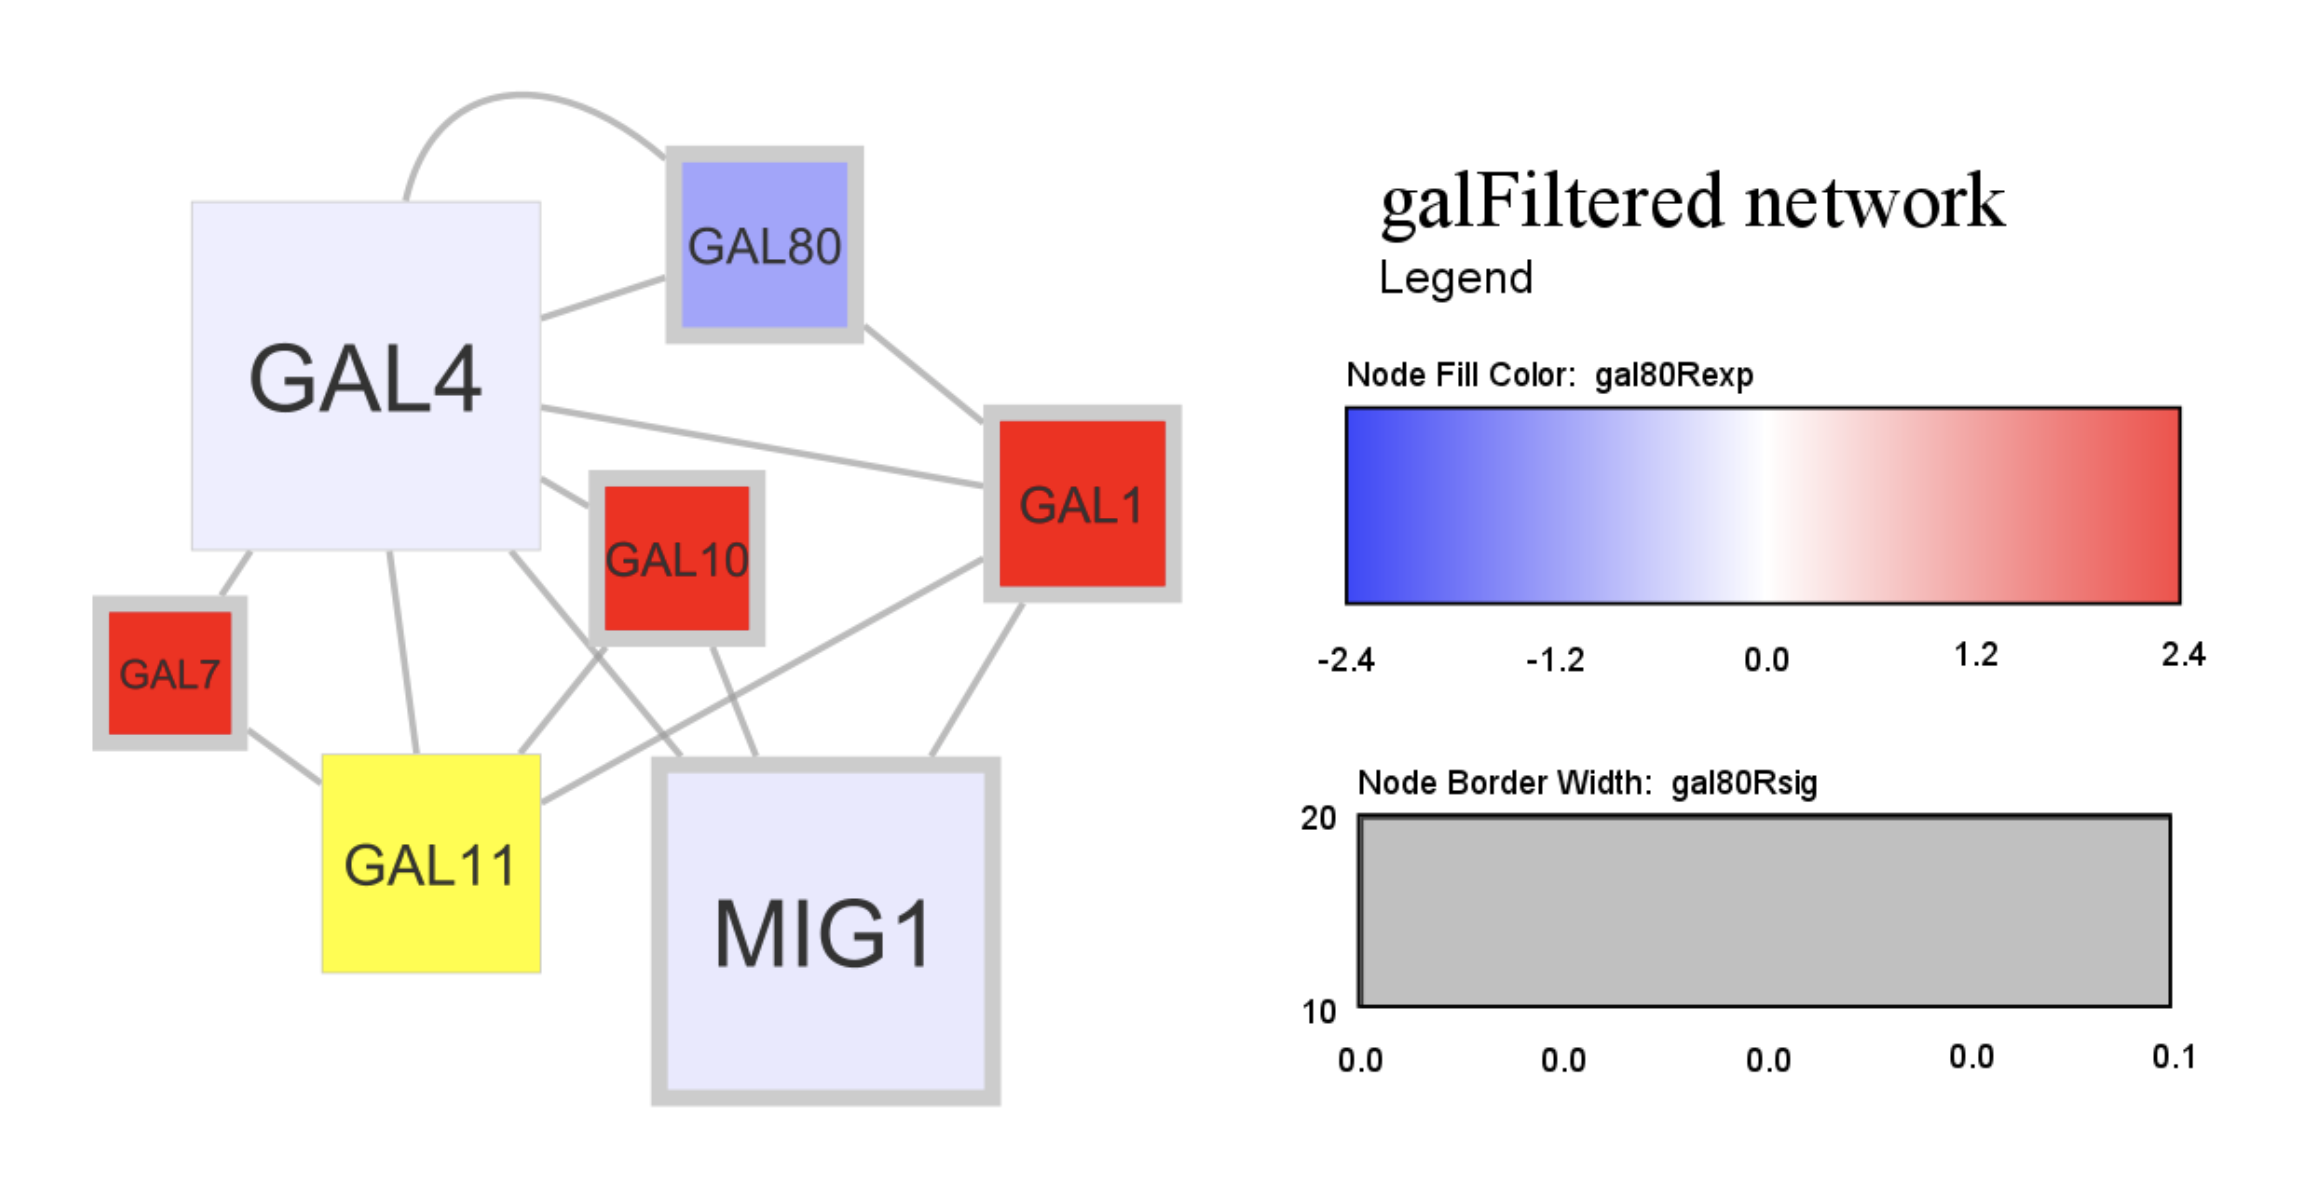 GAL80
GAL4
GAL1
GAL10
GAL7
GAL11
MIG1
galFiltered network
Legend
Node Fill Color: gal80Rexp
-2.4 -1.2 0.0 1.2 2.4
Node Border Width: gal80Rsig
20
10
0.0 0.0 0.0 0.0 0.1